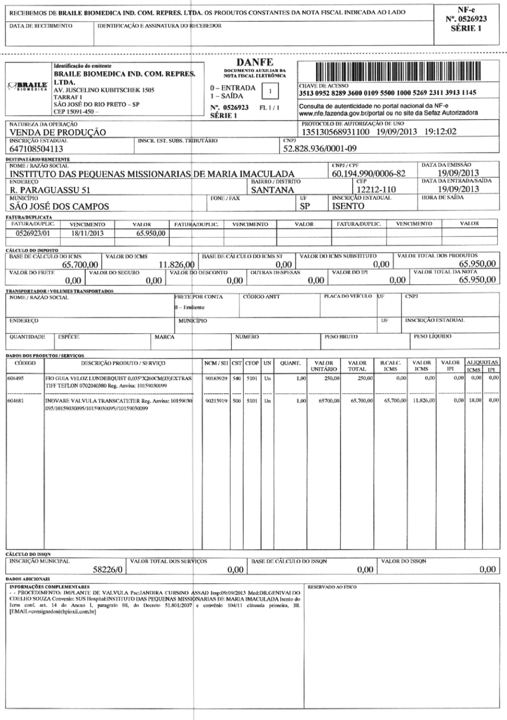 RECEBEMOS DE BRAILE BIOMEDICA IND. COM. REPRES. LTDA. OS PRODUTOS CONSTANTES DA NOTA FISCAL INDICADA AO LADO
NF-e
Nº. 0526923
SÉRIE 1
DATA DE RECEBIMENTO
IDENTIFICAÇÃO E ASSINATURA DO RECEBEDOR
BRAILE
BIOMÉDICA
Identificação do emitente
BRAILE BIOMEDICA IND. COM. REPRES.
LTDA.
AV. JUSCELINO KUBITSCHEK 1505
TARRAF 1
SÃO JOSÉ DO RIO PRETO – SP
CEP 15091-450 –
DANFE
DOCUMENTO AUXILIAR DA
NOTA FISCAL ELETRÔNICA
0 – ENTRADA
1 – SAÍDA
1
Nº. 0526923 FL 1 / 1
SÉRIE 1
CHAVE DE ACESSO
3513 0952 8289 3600 0109 5500 1000 5269 2311 3913 1145
Consulta de autenticidade no portal nacional da NF-e
www.nfe.fazenda.gov.br/portal ou no site da Sefaz Autorizadora
NATUREZA DA OPERAÇÃO
VENDA DE PRODUÇÃO
PROTOCOLO DE AUTORIZAÇÃO DE USO
135130568931100 19/09/2013 19:12:02
INSCRIÇÃO ESTADUAL
647108504113
INSCR. EST. SUBS. TRIBUTÁRIO
CNPJ
52.828.936/0001-09
DESTINATÁRIO/REMETENTE
NOME / RAZÃO SOCIAL
INSTITUTO DAS PEQUENAS MISSIONARIAS DE MARIA IMACULADA
CNPJ / CPF
60.194.990/0006-82
DATA DA EMISSÃO
19/09/2013
ENDEREÇO
R. PARAGUASSU 51
BAIRRO / DISTRITO
SANTANA
CEP
12212-110
DATA DA ENTRADA/SAÍDA
19/09/2013
MUNICÍPIO
SÃO JOSÉ DOS CAMPOS
FONE / FAX
UF
SP
INSCRIÇÃO ESTADUAL
ISENTO
HORA DE SAÍDA
FATURA/DUPLICATA
FATURA/DUPLIC. VENCIMENTO VALOR FATURA/DUPLIC. VENCIMENTO VALOR FATURA/DUPLIC. VENCIMENTO VALOR
0526923/01 18/11/2013 65.950,00
CÁLCULO DO IMPOSTO
BASE DE CÁLCULO DO ICMS
65.700,00
VALOR DO ICMS
11.826,00
BASE DE CÁLCULO DO ICMS ST
0,00
VALOR DO ICMS SUBSTITUTO
0,00
VALOR TOTAL DOS PRODUTOS
65.950,00
VALOR DO FRETE
0,00
VALOR DO SEGURO
0,00
VALOR DO DESCONTO
0,00
OUTRAS DESPESAS
0,00
VALOR DO IPI
0,00
VALOR TOTAL DA NOTA
65.950,00
TRANSPORTADOR / VOLUMES TRANSPORTADOS
NOME / RAZÃO SOCIAL
FRETE POR CONTA
0 – Emitente
CÓDIGO ANTT
PLACA DO VEÍCULO
UF
CNPJ
ENDEREÇO
MUNICÍPIO
UF
INSCRIÇÃO ESTADUAL
QUANTIDADE ESPÉCIE MARCA NÚMERO PESO BRUTO PESO LÍQUIDO
DADOS DOS PRODUTOS / SERVIÇOS
CÓDIGO DESCRIÇÃO PRODUTO / SERVIÇO NCM / SH CST CFOP UN QUANT. VALOR UNITÁRIO VALOR TOTAL B.CALC. ICMS VALOR ICMS VALOR IPI ALIQUOTAS ICMS IPI
604495 FIO GUIA VELOZ LUNDERQUIST 0,035"X260CM(JJ)EXTRAS 90183929 540 5101 Un 1,00 250,00 250,00 0,00 0,00 0,00 0,00 0,00
TIFF TEFLON Reg. Anvisa: 10159030099
604681 INOVARE VALVULA TRANSCATETER Reg. Anvisa: 10159030 90215919 500 5101 Un 1,00 65700,00 65.700,00 65.700,00 11.826,00 0,00 18,00 0,00
095/10159030095/10159030095/10159030099
CÁLCULO DO ISSQN
INSCRIÇÃO MUNICIPAL
58226/0
VALOR TOTAL DOS SERVIÇOS
0,00
BASE DE CÁLCULO DO ISSQN
0,00
VALOR DO ISSQN
0,00
DADOS ADICIONAIS
INFORMAÇÕES COMPLEMENTARES
RESERVADO AO FISCO
- - PROCEDIMENTO: IMPLANTE DE VALVULA Pac:JANDIRA CURSINO ASSAD Imp:09/09/2013 Med:DR.GENIVALDO
COELHO SOUZA Convenio: SUS Hospital:INSTITUTO DAS PEQUENAS MISSIONARIAS DE MARIA IMACULADA Isento do
Icms conf. art. 14 do Anexo I, paragrafo do Decreto 51.801/2007 e convênio 104/11 cláusula primeira, III.